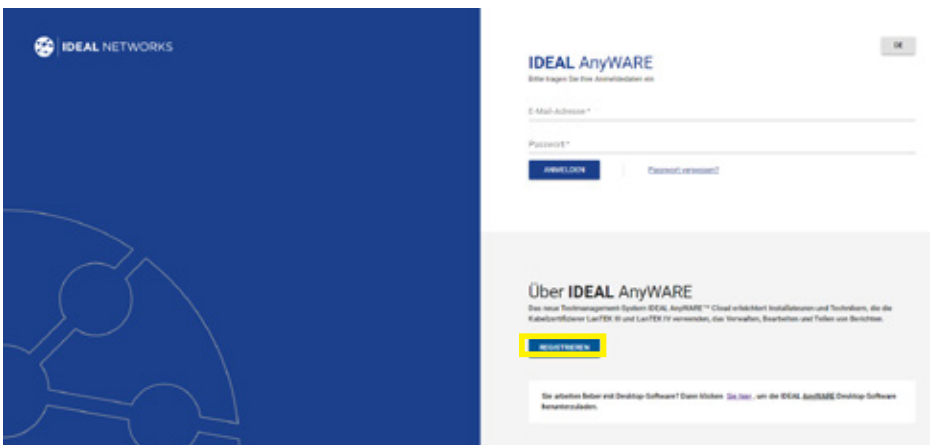 IDEAL NETWORKS
DE
IDEAL AnyWARE
Bitte tragen Sie Ihre Anmeldedaten ein
E-Mail-Adresse *
Passwort *
ANMELDEN
Passwort vergessen?
Über IDEAL AnyWARE
Das neue Testmanagement-System IDEAL AnyWARE™ Cloud erleichtert Installateuren und Technikern, die die
Kabelzertifizierer LanTEK III und LanTEK IV verwenden, das Verwalten, Bearbeiten und Teilen von Berichten.
REGISTRIEREN
Sie arbeiten lieber mit Desktop-Software? Dann klicken Sie hier , um die IDEAL AnyWARE Desktop-Software
herunterzuladen.